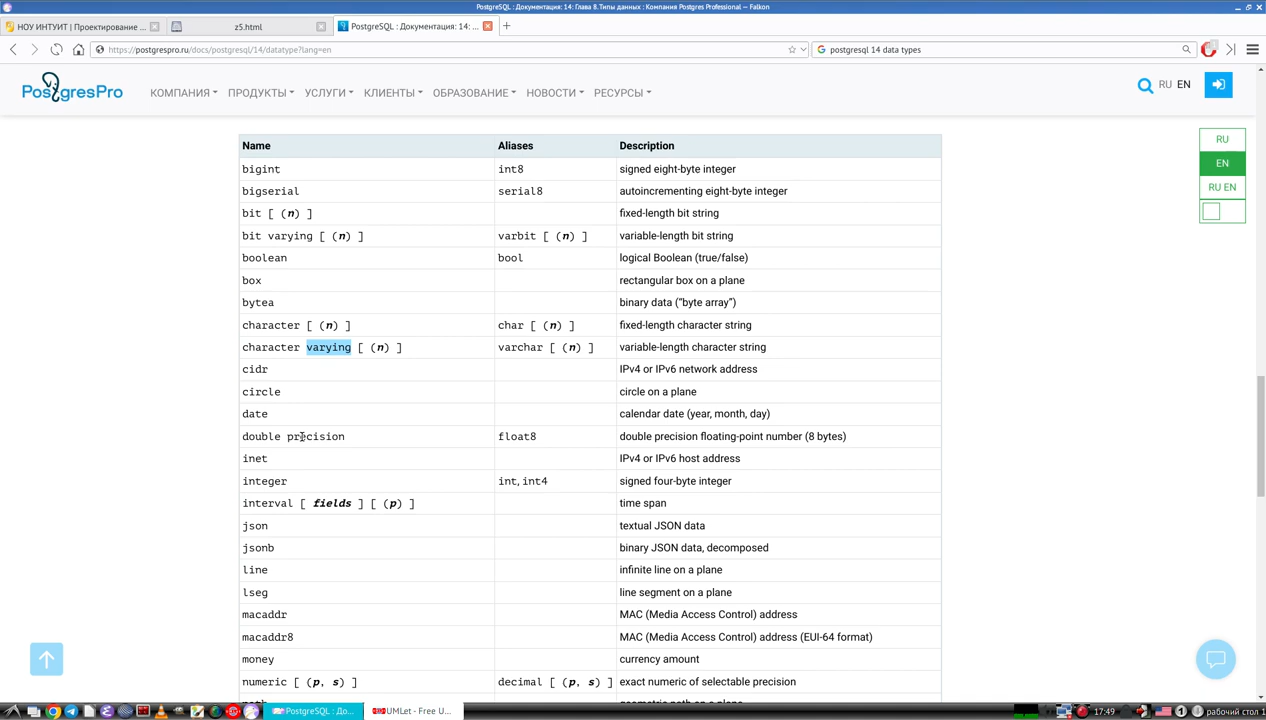 PostgreSQL : Документация: 14: Глава 8.Типы данных : Компания Postgres Professional — Falkon
НОУ ИНТУИТ | Проектирование ...
z5.html
PostgreSQL : Документация: 14: ...
https://postgrespro.ru/docs/postgresql/14/datatype?lang=en
postgresql 14 data types
PostgresPro
КОМПАНИЯ
ПРОДУКТЫ
УСЛУГИ
КЛИЕНТЫ
ОБРАЗОВАНИЕ
НОВОСТИ
РЕСУРСЫ
RU EN
RU
EN
RU EN
Name Aliases Description
bigint int8 signed eight-byte integer
bigserial serial8 autoincrementing eight-byte integer
bit [ (n) ] fixed-length bit string
bit varying [ (n) ] varbit [ (n) ] variable-length bit string
boolean bool logical Boolean (true/false)
box rectangular box on a plane
bytea binary data (“byte array”)
character [ (n) ] char [ (n) ] fixed-length character string
character varying [ (n) ] varchar [ (n) ] variable-length character string
cidr IPv4 or IPv6 network address
circle circle on a plane
date calendar date (year, month, day)
double precision float8 double precision floating-point number (8 bytes)
inet IPv4 or IPv6 host address
integer int, int4 signed four-byte integer
interval [ fields ] [ (p) ] time span
json textual JSON data
jsonb binary JSON data, decomposed
line infinite line on a plane
lseg line segment on a plane
macaddr MAC (Media Access Control) address
macaddr8 MAC (Media Access Control) address (EUI-64 format)
money currency amount
numeric [ (p, s) ] decimal [ (p, s) ] exact numeric of selectable precision
PostgreSQL : До...
UMLet - Free U...
17:49
рабочий стол 1